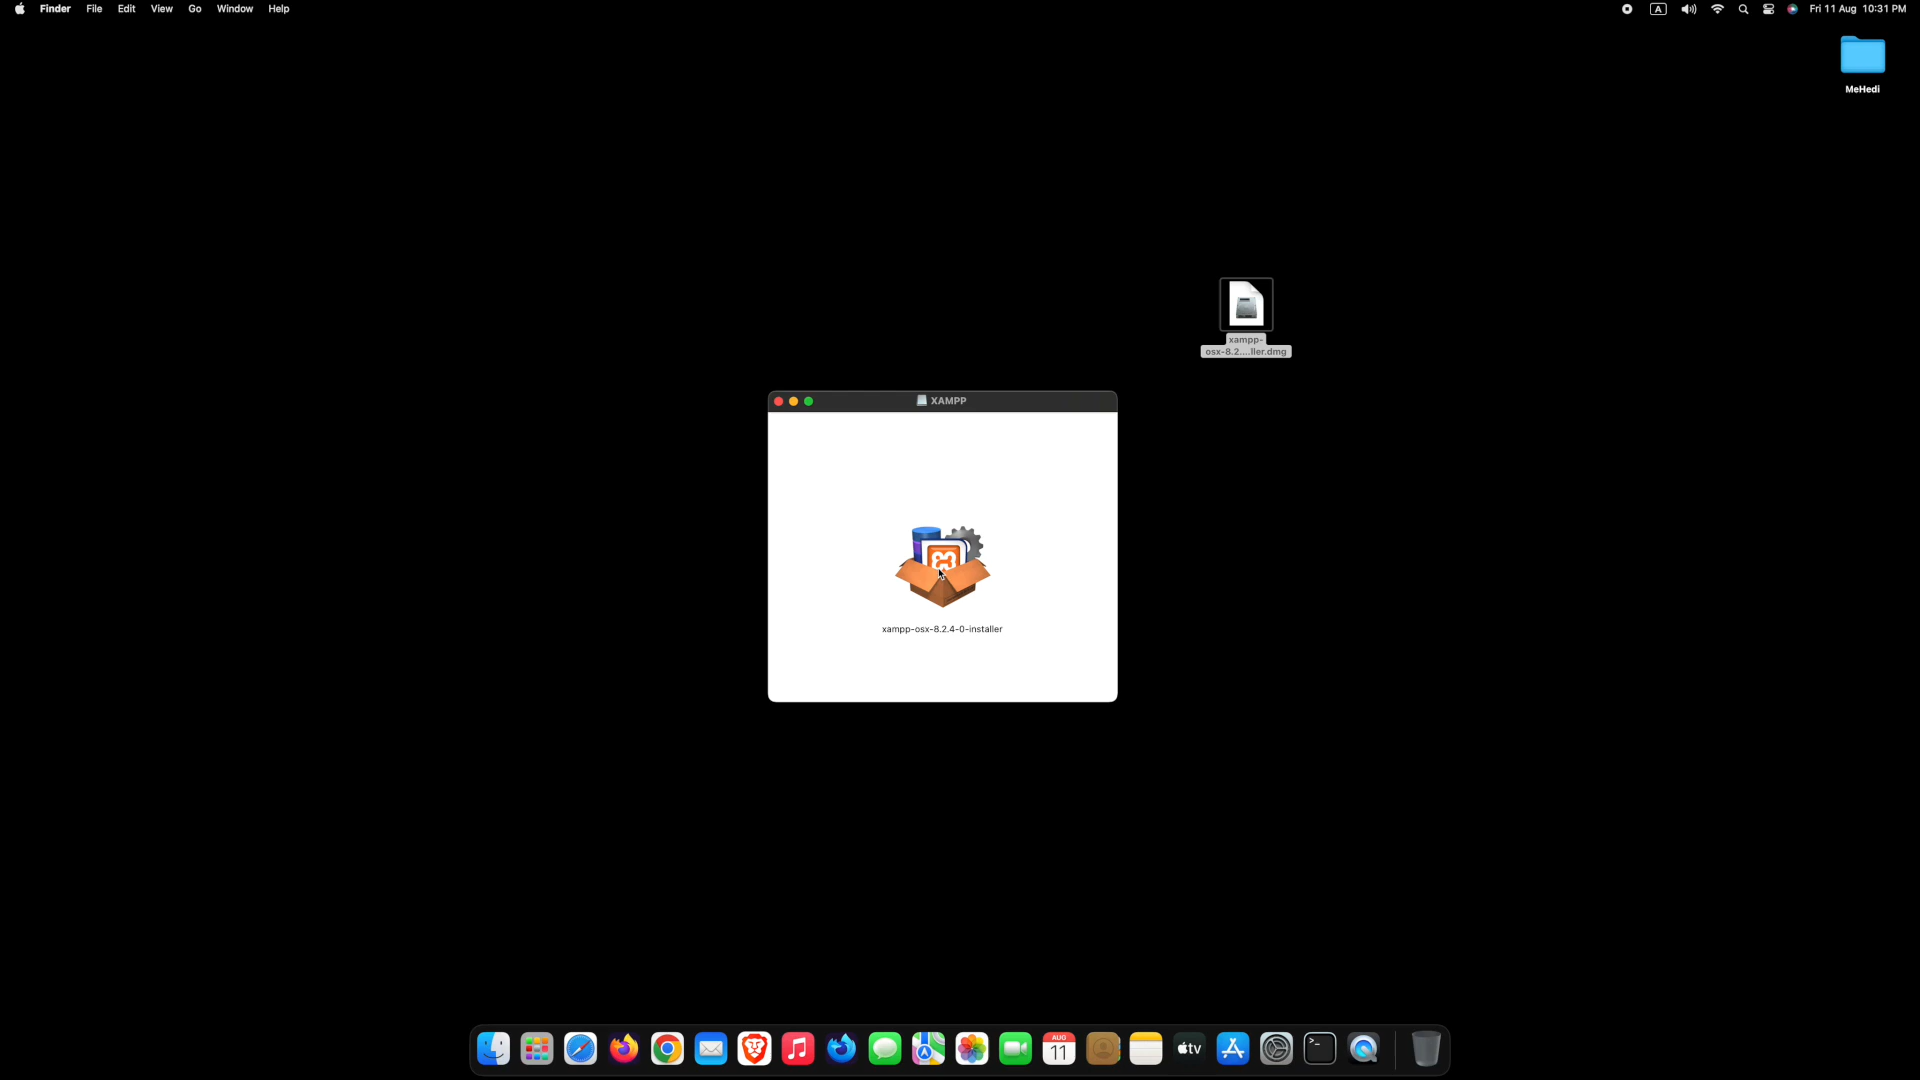 Finder File Edit View Go Window Help
A Fri 11 Aug 10:31 PM
MeHedi
xampp-
osx-8.2....ller.dmg
XAMPP
xampp-osx-8.2.4-0-installer
AUG
11
tv
>_